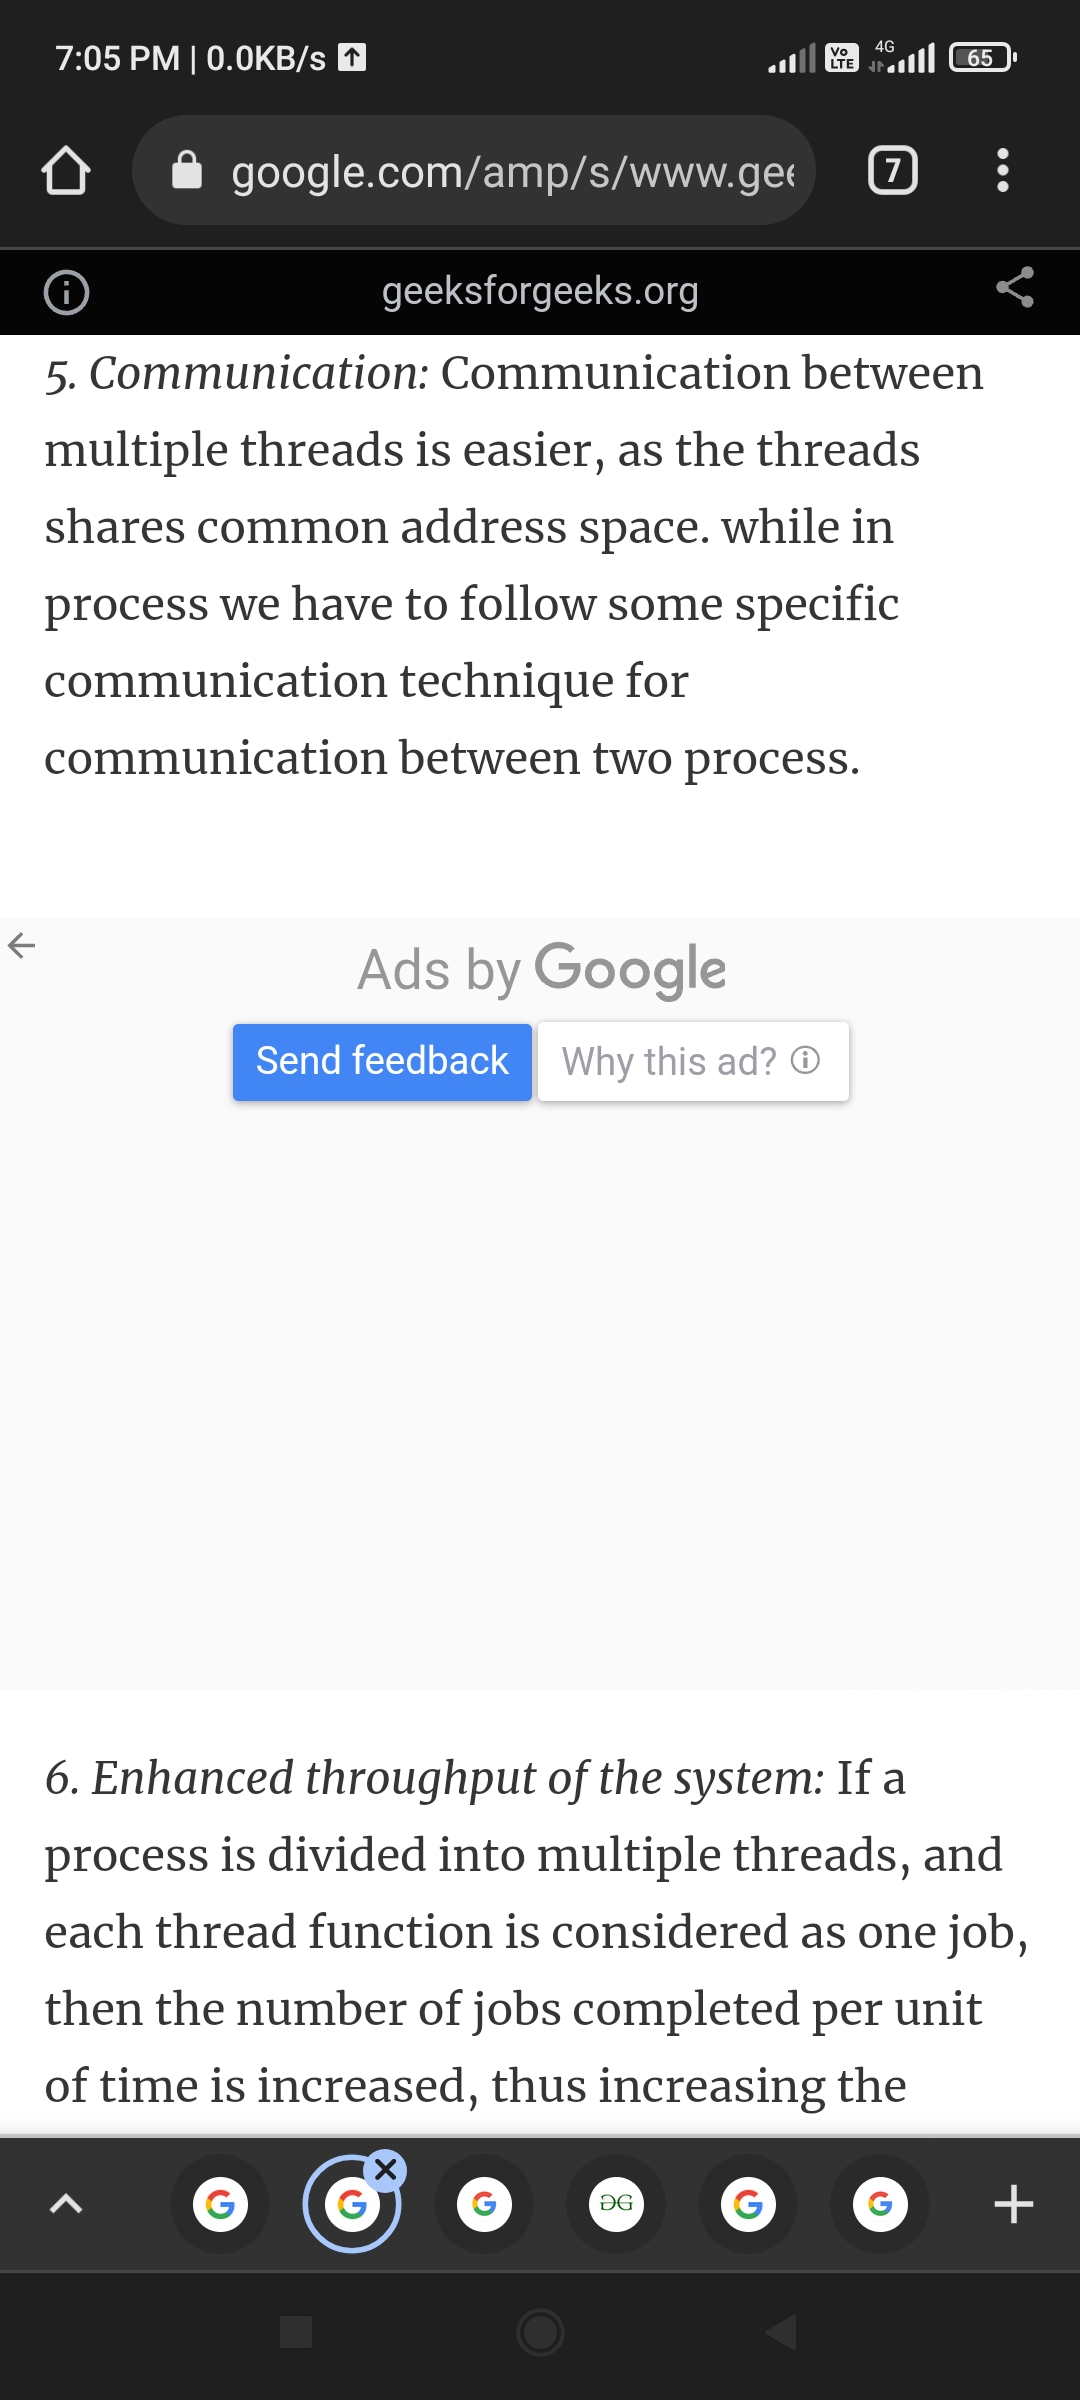 7:05 PM | 0.0KB/s
Vo LTE
4G
65
google.com/amp/s/www.gee
7
geeksforgeeks.org
5. Communication: Communication between
multiple threads is easier, as the threads
shares common address space. while in
process we have to follow some specific
communication technique for
communication between two process.
Ads by Google
Send feedback
Why this ad?
6. Enhanced throughput of the system: If a
process is divided into multiple threads, and
each thread function is considered as one job,
then the number of jobs completed per unit
of time is increased, thus increasing the